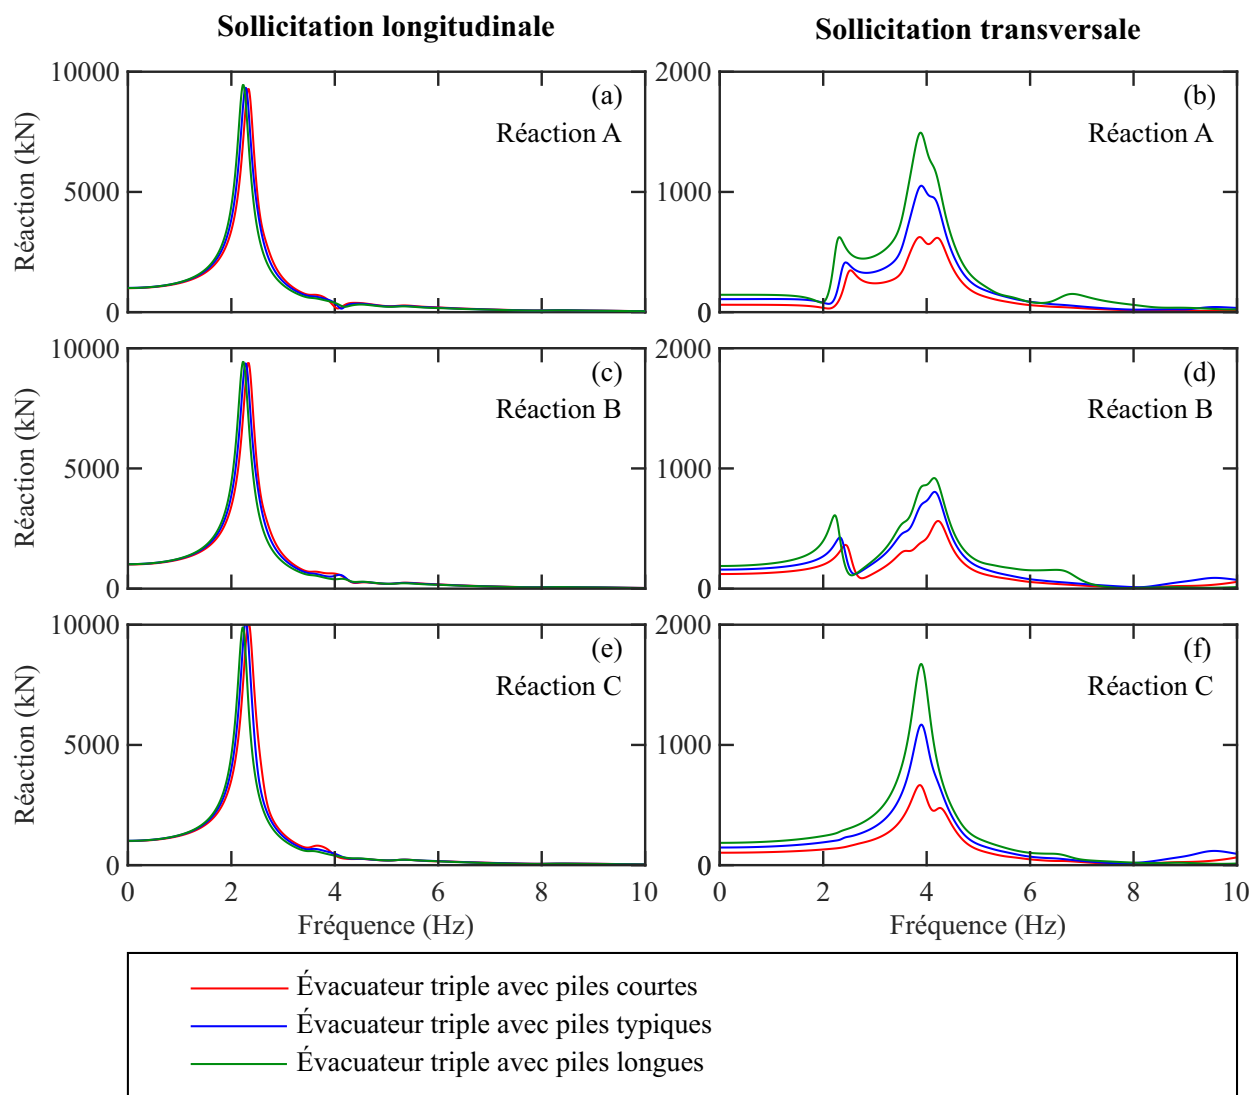 Sollicitation longitudinale
Sollicitation transversale
10000
5000
0
Réaction (kN)
(a)
Réaction A
2000
1000
0
(b)
Réaction A
10000
5000
0
Réaction (kN)
(c)
Réaction B
2000
1000
0
(d)
Réaction B
10000
5000
0
Réaction (kN)
(e)
Réaction C
2000
1000
0
(f)
Réaction C
0 2 4 6 8 10
Fréquence (Hz)
0 2 4 6 8 10
Fréquence (Hz)
Évacuateur triple avec piles courtes
Évacuateur triple avec piles typiques
Évacuateur triple avec piles longues